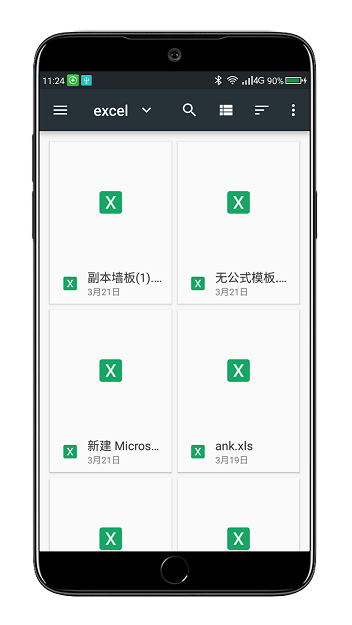 11:24 4G 90%
excel
X X
X 副本墙板(1).... X 无公式模板....
3月21日 3月21日
X X
X 新建 Micros... X ank.xls
3月21日 3月19日
X X